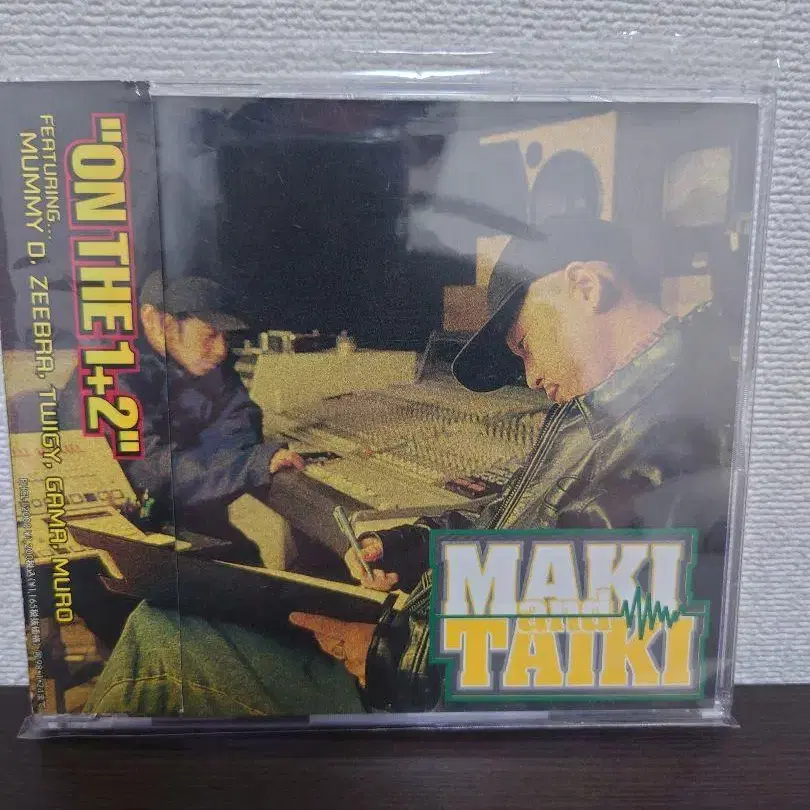 "ON THE 1+2"
FEATURING....
MUMMY D, ZEEBRA, TWIGY, GAMA, MURO
MAKI
and
TAIKI